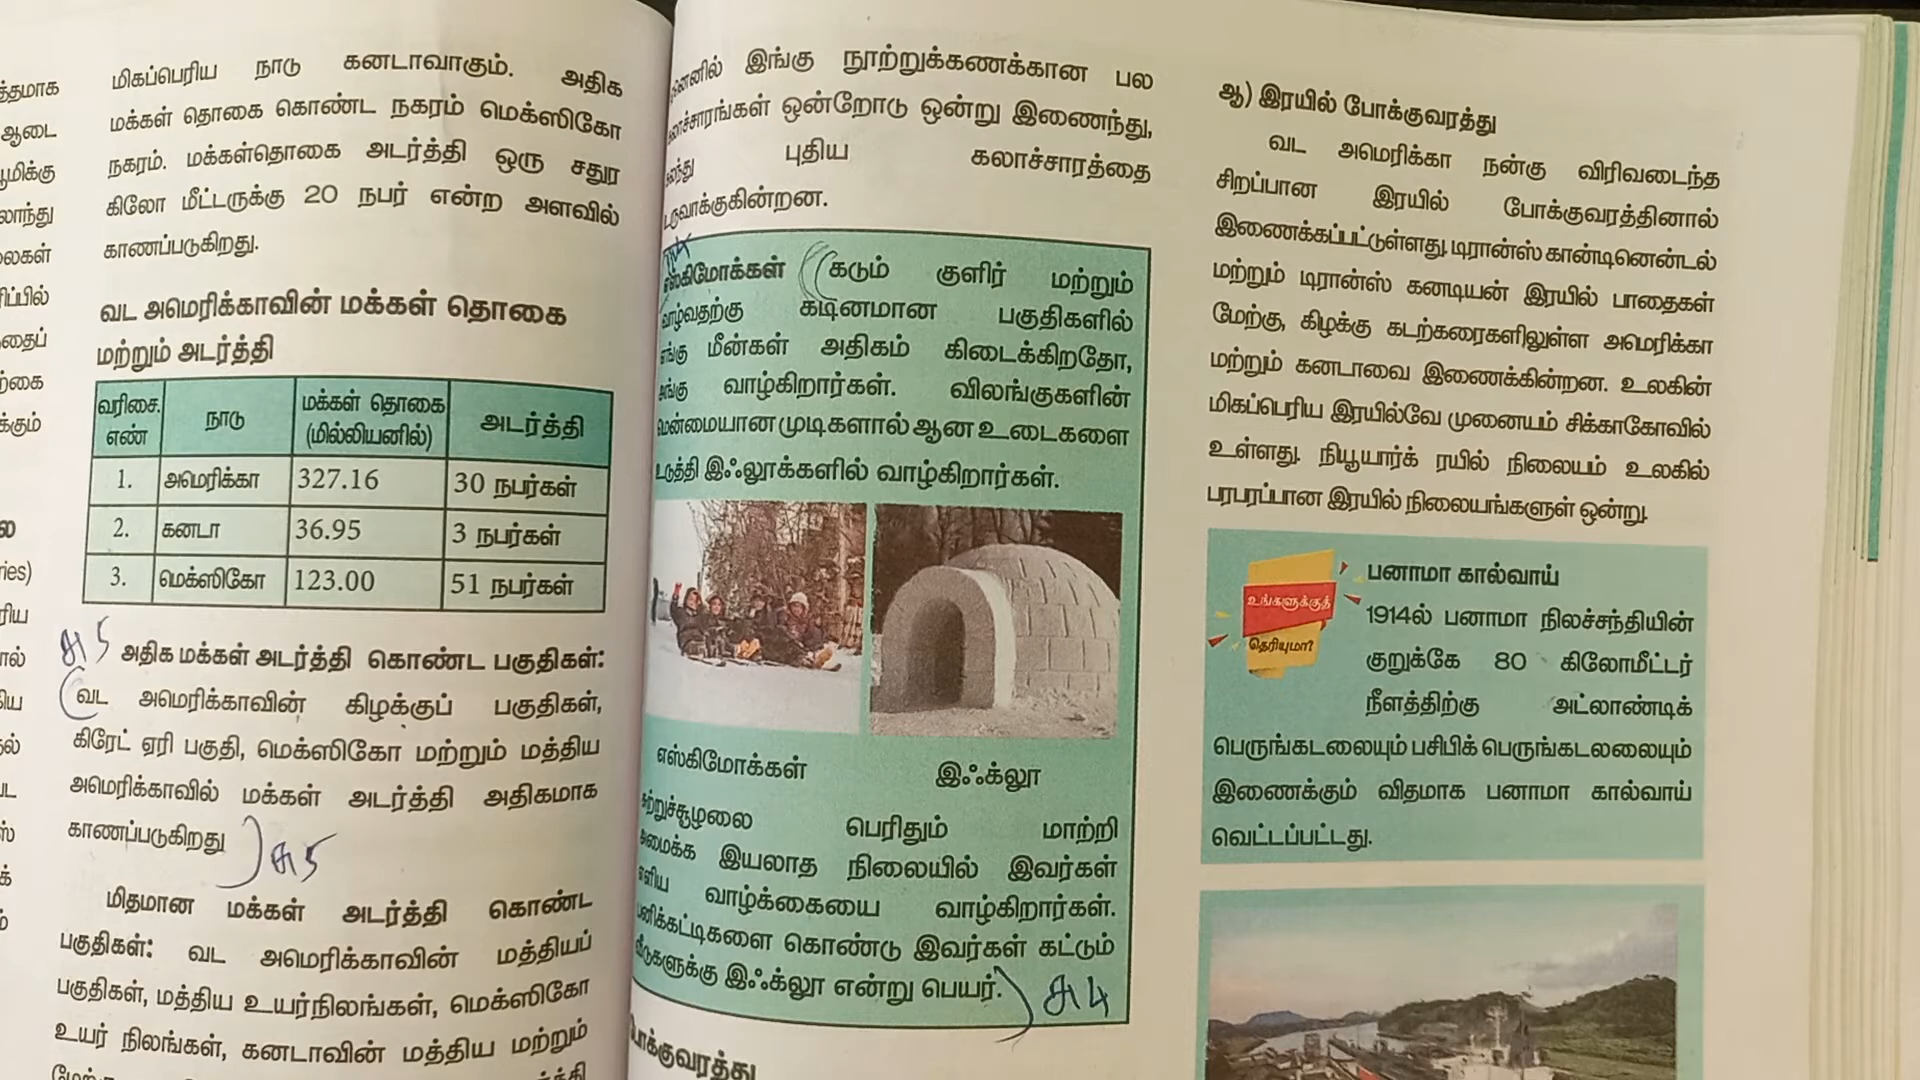 மிகப்பெரிய நாடு கனடாவாகும். அதிக
மக்கள் தொகை கொண்ட நகரம் மெக்ஸிகோ
நகரம். மக்கள்தொகை அடர்த்தி ஒரு சதுர
கிலோ மீட்டருக்கு 20 நபர் என்ற அளவில்
காணப்படுகிறது.
வட அமெரிக்காவின் மக்கள் தொகை
மற்றும் அடர்த்தி
வரிசை. எண் நாடு மக்கள் தொகை (மில்லியனில்) அடர்த்தி
1. அமெரிக்கா 327.16 30 நபர்கள்
2. கனடா 36.95 3 நபர்கள்
3. மெக்ஸிகோ 123.00 51 நபர்கள்
அ5
அதிக மக்கள் அடர்த்தி கொண்ட பகுதிகள்:
வட அமெரிக்காவின் கிழக்குப் பகுதிகள்,
கிரேட் ஏரி பகுதி, மெக்ஸிகோ மற்றும் மத்திய
அமெரிக்காவில் மக்கள் அடர்த்தி அதிகமாக
காணப்படுகிறது
அ5
மிதமான மக்கள் அடர்த்தி கொண்ட
பகுதிகள்: வட அமெரிக்காவின் மத்தியப்
பகுதிகள், மத்திய உயர்நிலங்கள், மெக்ஸிகோ
உயர் நிலங்கள், கனடாவின் மத்திய மற்றும்
இங்கு நூற்றுக்கணக்கான பல
ஒன்றோடு ஒன்று இணைந்து,
புதிய கலாச்சாரத்தை
உருவாக்குகின்றன.
எஸ்கிமோக்கள் கடும் குளிர் மற்றும்
வாழ்வதற்கு கடினமான பகுதிகளில்
எங்கு மீன்கள் அதிகம் கிடைக்கிறதோ,
அங்கு வாழ்கிறார்கள். விலங்குகளின்
மென்மையான முடிகளால் ஆன உடைகளை
உடுத்தி இஃலூக்களில் வாழ்கிறார்கள்.
எஸ்கிமோக்கள் இஃக்லூ
சுற்றுச்சூழலை பெரிதும் மாற்றி
அமைக்க இயலாத நிலையில் இவர்கள்
எளிய வாழ்க்கையை வாழ்கிறார்கள்.
பனிக்கட்டிகளை கொண்டு இவர்கள் கட்டும்
வீடுகளுக்கு இஃக்லூ என்று பெயர்.
அ4
போக்குவரத்து
ஆ) இரயில் போக்குவரத்து
வட அமெரிக்கா நன்கு விரிவடைந்த
சிறப்பான இரயில் போக்குவரத்தினால்
இணைக்கப்பட்டுள்ளது. டிரான்ஸ் கான்டினென்டல்
மற்றும் டிரான்ஸ் கனடியன் இரயில் பாதைகள்
மேற்கு, கிழக்கு கடற்கரைகளிலுள்ள அமெரிக்கா
மற்றும் கனடாவை இணைக்கின்றன. உலகின்
மிகப்பெரிய இரயில்வே முனையம் சிக்காகோவில்
உள்ளது. நியூயார்க் ரயில் நிலையம் உலகில்
பரபரப்பான இரயில் நிலையங்களுள் ஒன்று.
உங்களுக்குத்
தெரியுமா?
பனாமா கால்வாய்
1914ல் பனாமா நிலச்சந்தியின்
குறுக்கே 80 கிலோமீட்டர்
நீளத்திற்கு அட்லாண்டிக்
பெருங்கடலையும் பசிபிக் பெருங்கடலலையும்
இணைக்கும் விதமாக பனாமா கால்வாய்
வெட்டப்பட்டது.